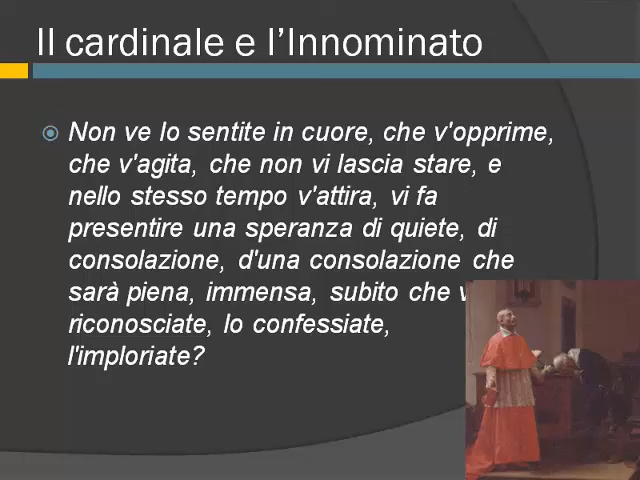 Il cardinale e l'Innominato
Non ve lo sentite in cuore, che v'opprime,
che v'agita, che non vi lascia stare, e
nello stesso tempo v'attira, vi fa
presentire una speranza di quiete, di
consolazione, d'una consolazione che
sarà piena, immensa, subito che
riconosciate, lo confessiate,
l'imploriate?